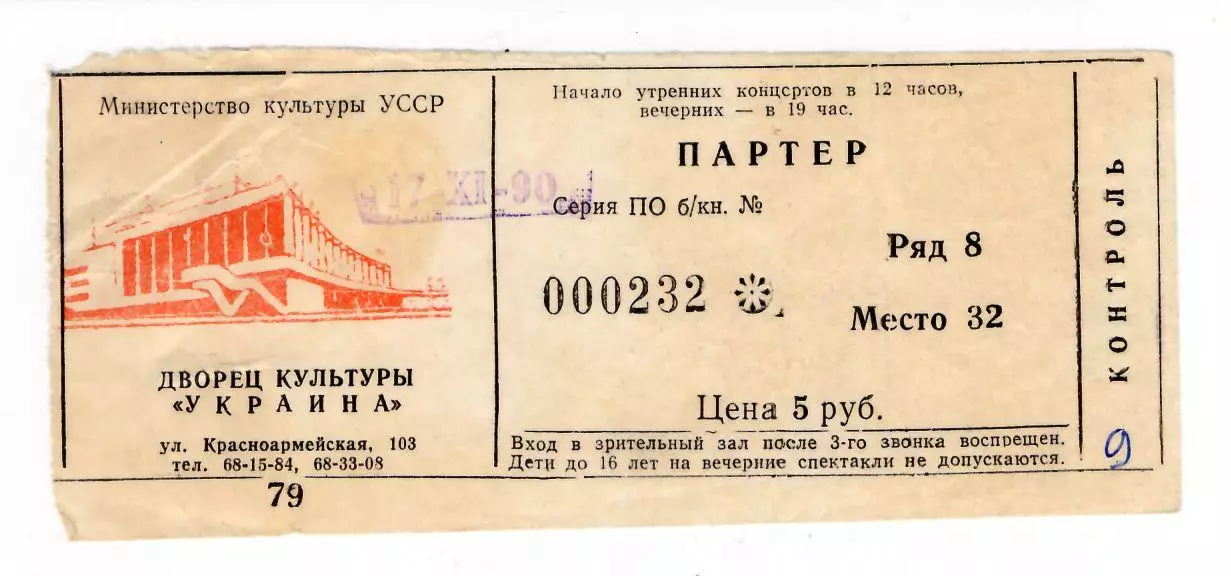 Министерство культуры УССР
17-XI-90
ДВОРЕЦ КУЛЬТУРЫ
«УКРАИНА»
ул. Красноармейская, 103
тел. 68-15-84, 68-33-08
79
Начало утренних концертов в 12 часов,
вечерних — в 19 час.
ПАРТЕР
Серия ПО б/кн. №
Ряд 8
000232
Место 32
Цена 5 руб.
Вход в зрительный зал после 3-го звонка воспрещен.
Дети до 16 лет на вечерние спектакли не допускаются.
КОНТРОЛЬ
9